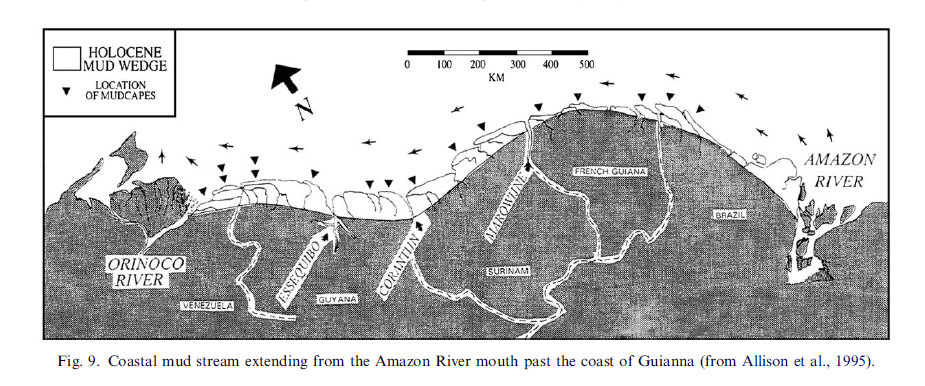 HOLOCENE
MUD WEDGE
LOCATION
OF MUDCAPES
0 100 200 300 400 500
KM
N
AMAZON
RIVER
FRENCH GUIANA
BRAZIL
MAROWIINE
SURINAM
CORANTIJN
ESSEQUIBO
GUYANA
ORINOCO
RIVER
VENEZUELA
Fig. 9. Coastal mud stream extending from the Amazon River mouth past the coast of Guianna (from Allison et al., 1995).